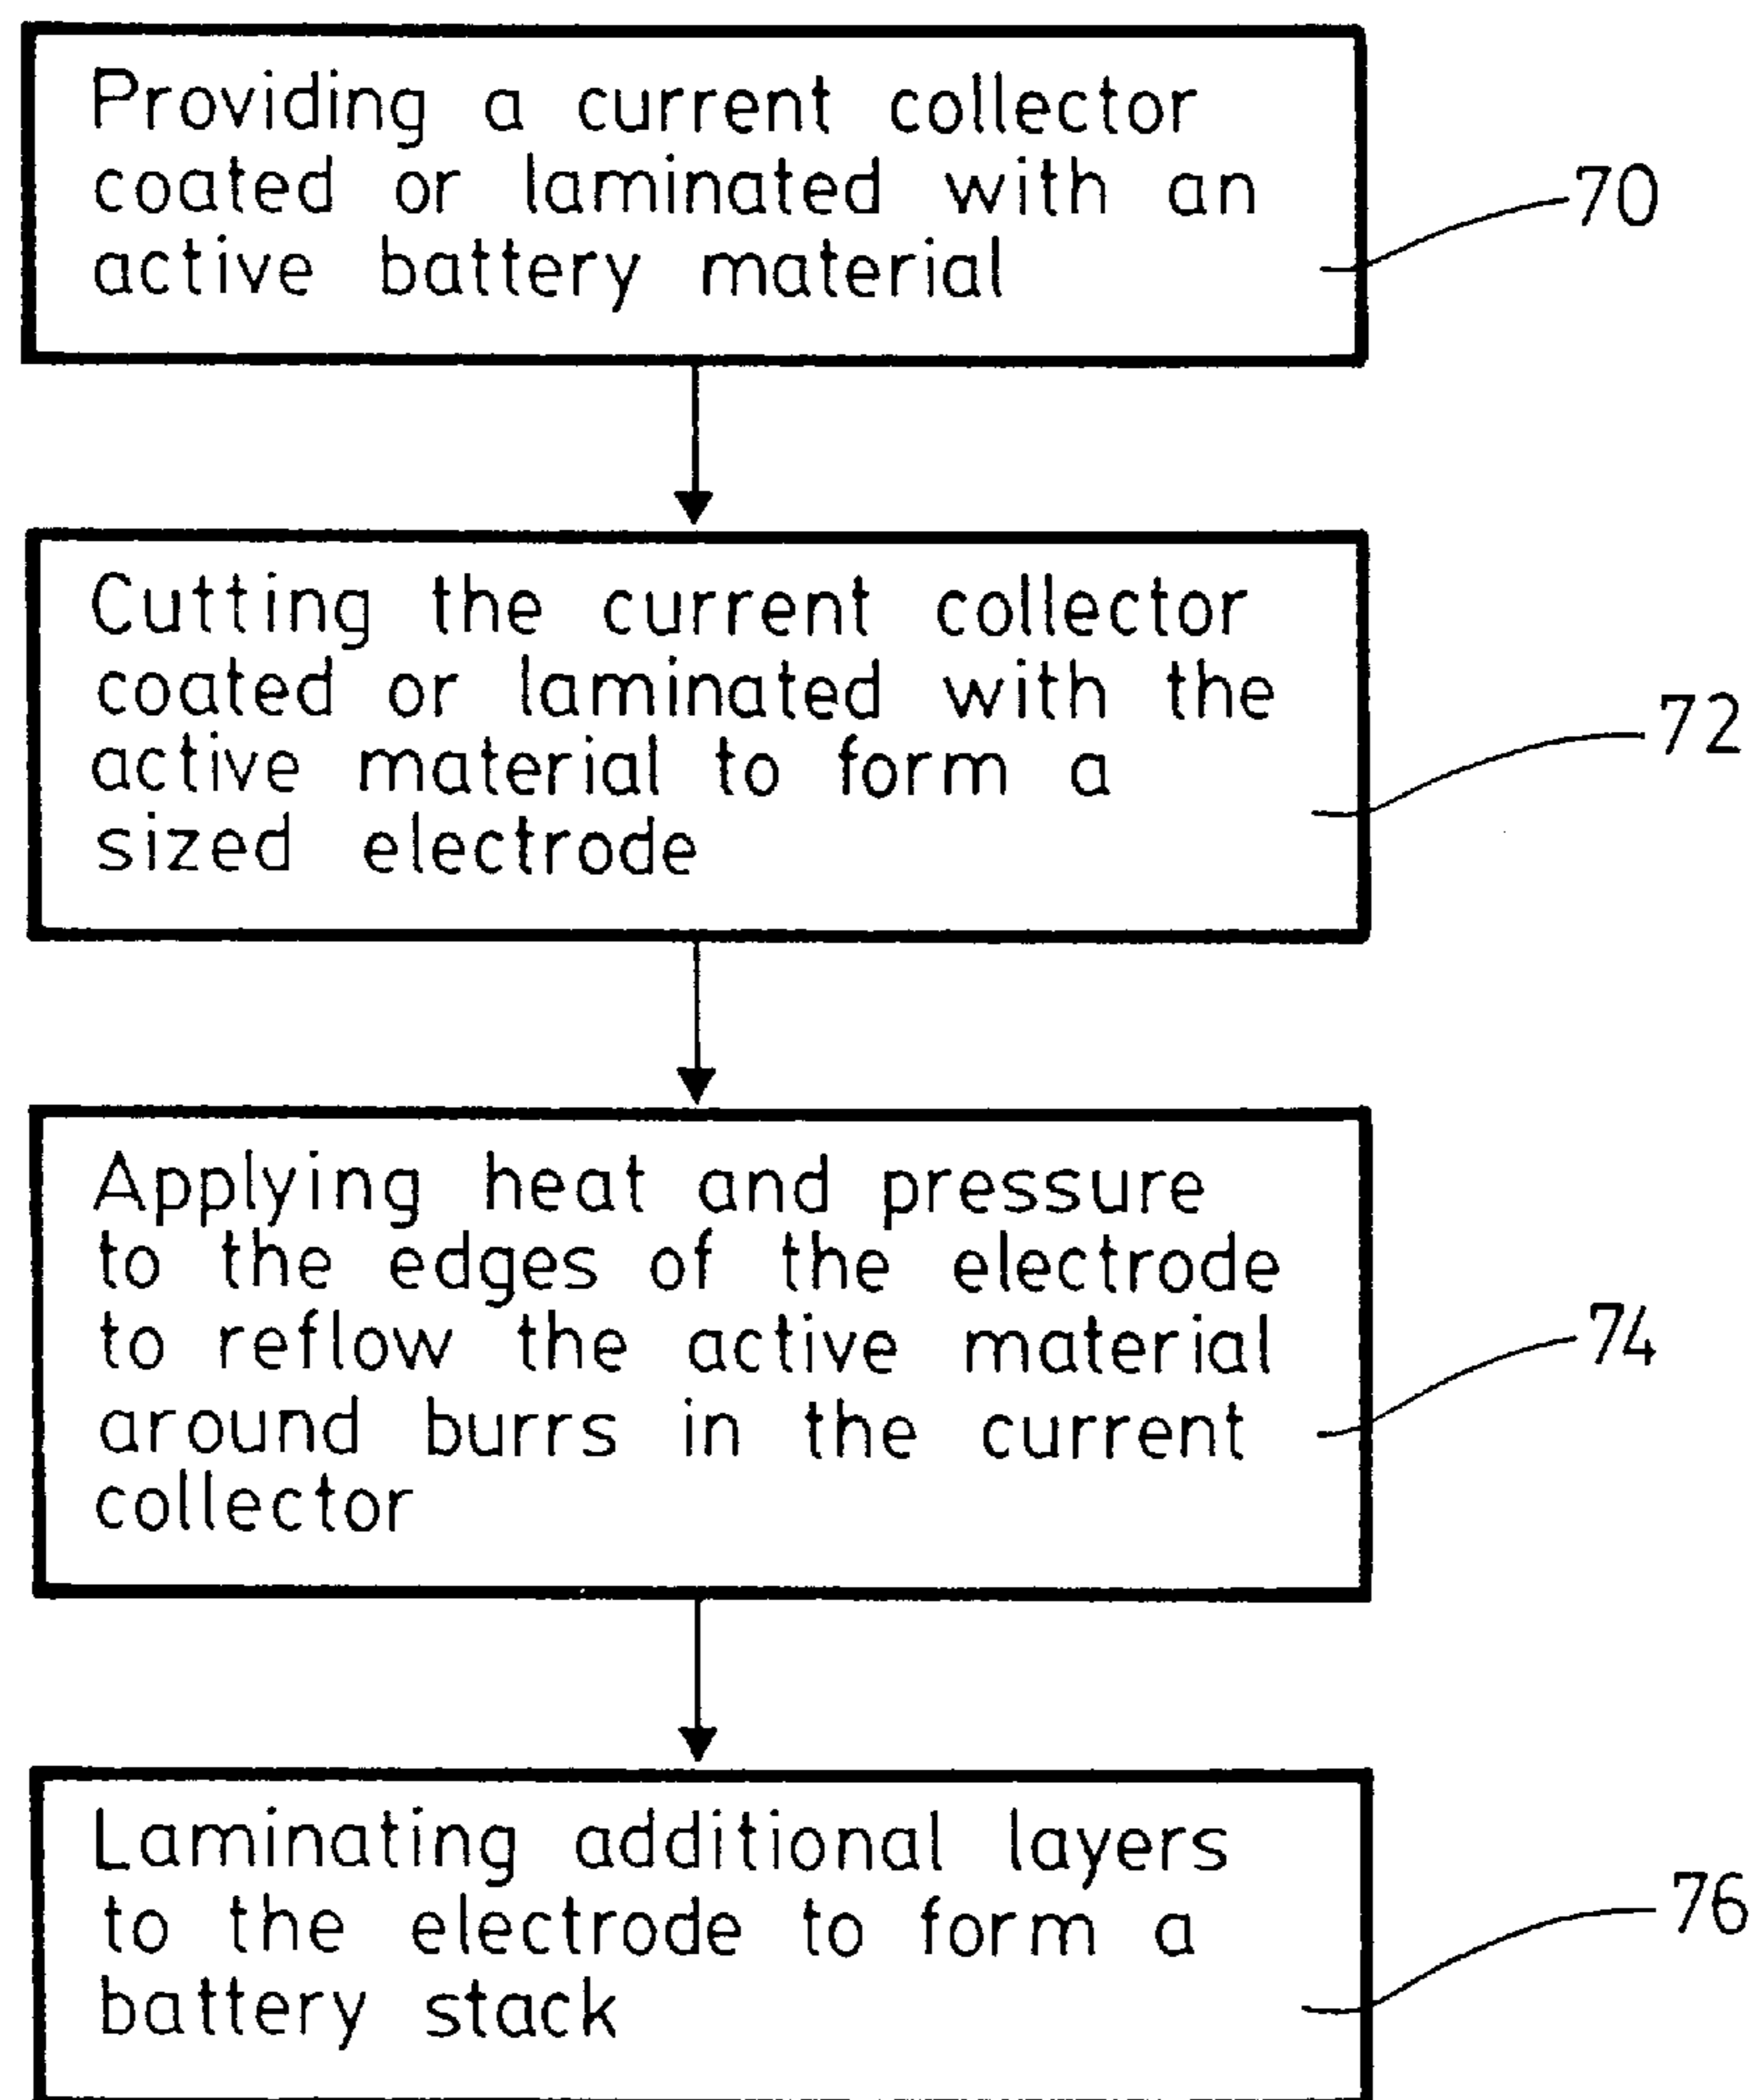 Providing a current collector
coated or laminated with an
active battery material
70
Cutting the current collector
coated or laminated with the
active material to form a
sized electrode
72
Applying heat and pressure
to the edges of the electrode
to reflow the active material
around burrs in the current
collector
74
Laminating additional layers
to the electrode to form a
battery stack
76